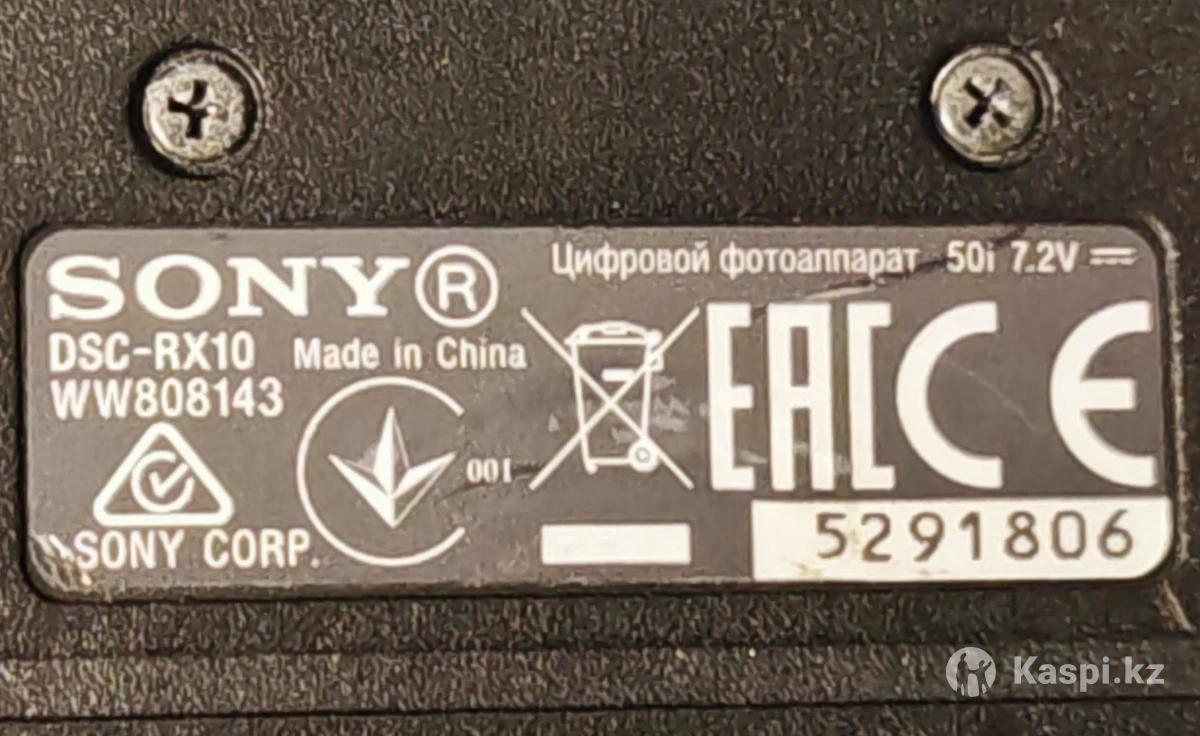 SONY®
Цифровой фотоаппарат 50i 7.2V
DSC-RX10 Made in China
WW808143
001
EAC CE
SONY CORP.
5291806
Kaspi.kz